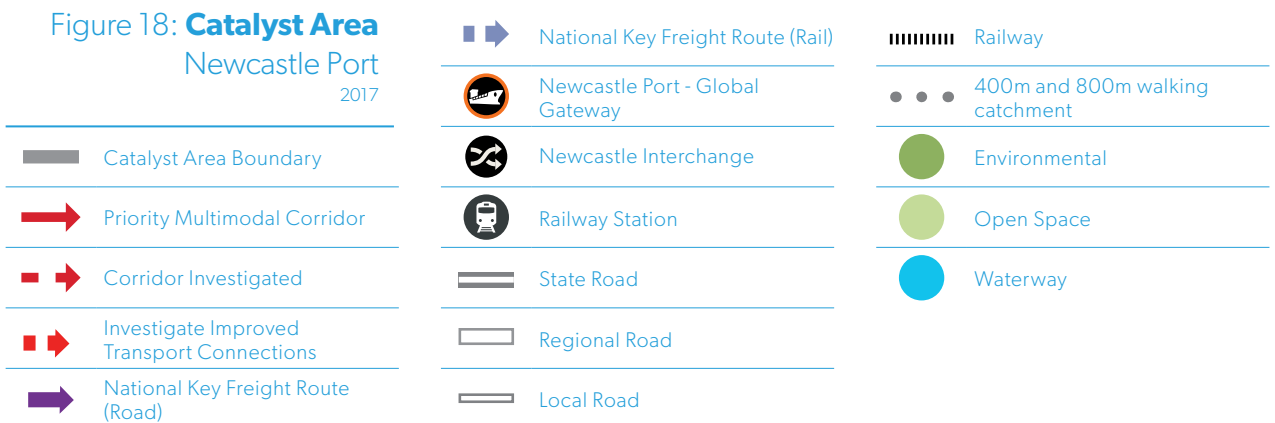 Figure 18: Catalyst Area
Newcastle Port
2017
Catalyst Area Boundary
Priority Multimodal Corridor
Corridor Investigated
Investigate Improved
Transport Connections
National Key Freight Route
(Road)
National Key Freight Route (Rail)
Newcastle Port - Global
Gateway
Newcastle Interchange
Railway Station
State Road
Regional Road
Local Road
Railway
400m and 800m walking
catchment
Environmental
Open Space
Waterway